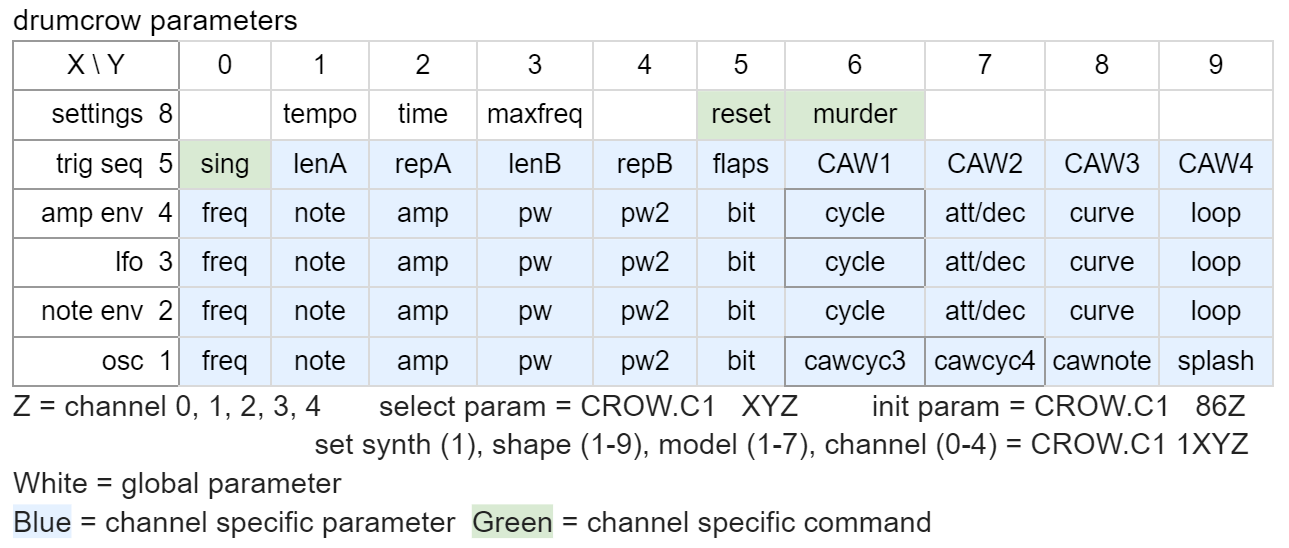 drumcrow parameters
X \ Y 0 1 2 3 4 5 6 7 8 9
settings 8 tempo time maxfreq reset murder
trig seq 5 sing lenA repA lenB repB flaps CAW1 CAW2 CAW3 CAW4
amp env 4 freq note amp pw pw2 bit cycle att/dec curve loop
lfo 3 freq note amp pw pw2 bit cycle att/dec curve loop
note env 2 freq note amp pw pw2 bit cycle att/dec curve loop
osc 1 freq note amp pw pw2 bit cawcyc3 cawcyc4 cawnote splash
Z = channel 0, 1, 2, 3, 4 select param = CROW.C1 XYZ init param = CROW.C1 86Z
set synth (1), shape (1-9), model (1-7), channel (0-4) = CROW.C1 1XYZ
White = global parameter
Blue = channel specific parameter Green = channel specific command